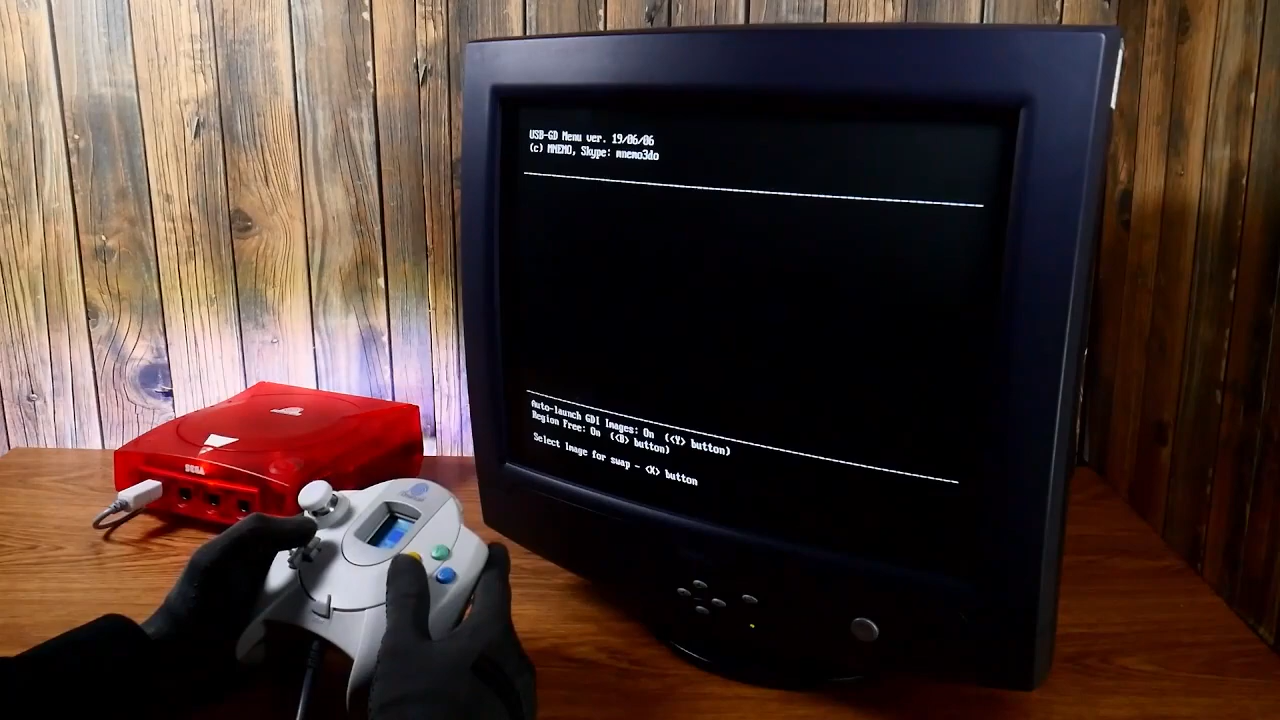 USB-GD Menu ver. 19/06/06
(c) MNEMO, Skype: mnemo3do
Auto-launch GDI Images: On (<Y> button)
Region Free: On (<B> button)
Select Image for swap - <X> button
SEGA